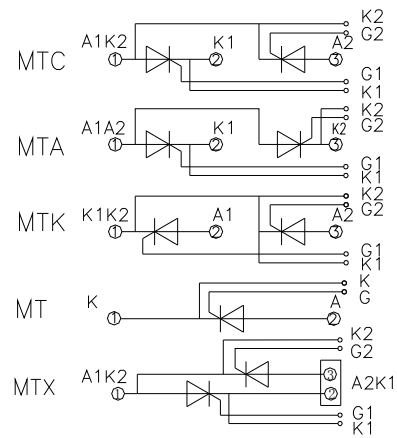 K2
G2
A1K2 K1 A2
MTC
1 2 3
G1
K1
K2
G2
A1A2 K1 K2
MTA
1 2 3
G1
K1
K2
G2
K1K2 A1 A2
MTK
1 2 3
G1
K1
K
G
K A
MT
1 2
K2
G2
A1K2 3 A2K1
MTX
1 2
G1
K1